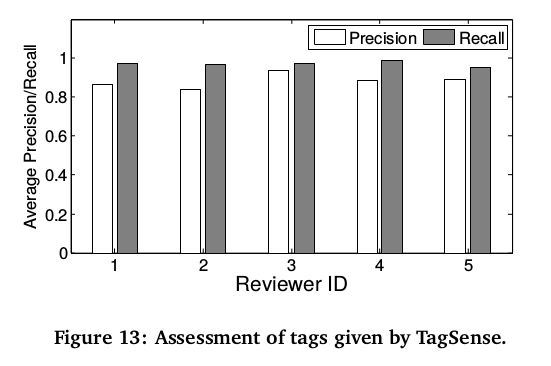 Precision Recall
1
0.8
0.6
0.4
0.2
0
Average Precision/Recall
1 2 3 4 5
Reviewer ID
Figure 13: Assessment of tags given by TagSense.